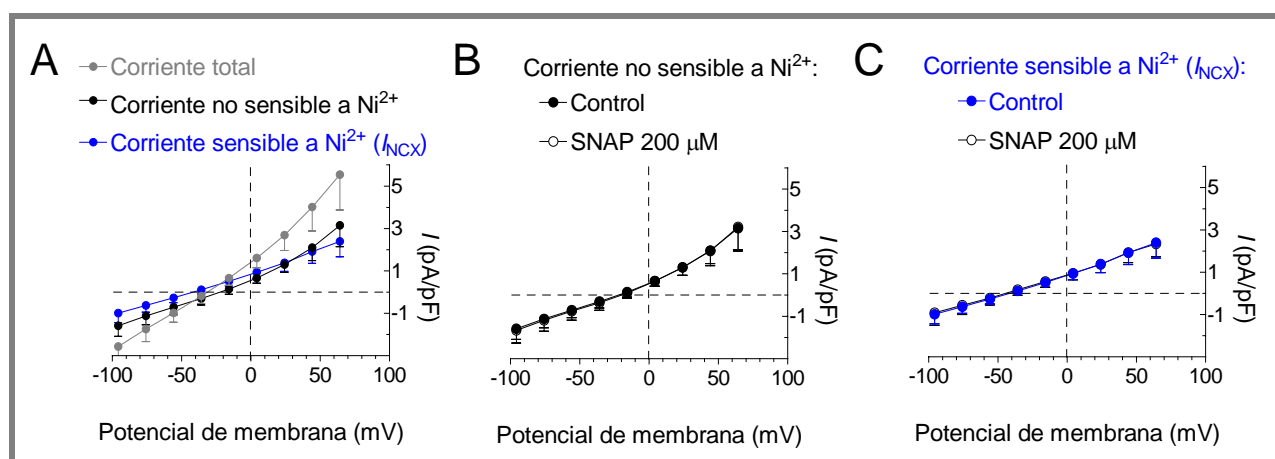 A
Corriente total
Corriente no sensible a Ni²⁺
Corriente sensible a Ni²⁺ (I_NCX)
5
3
1
-1
I (pA/pF)
-100 -50 0 50 100
Potencial de membrana (mV)
B
Corriente no sensible a Ni²⁺:
Control
SNAP 200 μM
5
3
1
-1
I (pA/pF)
-100 -50 0 50 100
Potencial de membrana (mV)
C
Corriente sensible a Ni²⁺ (I_NCX):
Control
SNAP 200 μM
5
3
1
-1
I (pA/pF)
-100 -50 0 50 100
Potencial de membrana (mV)